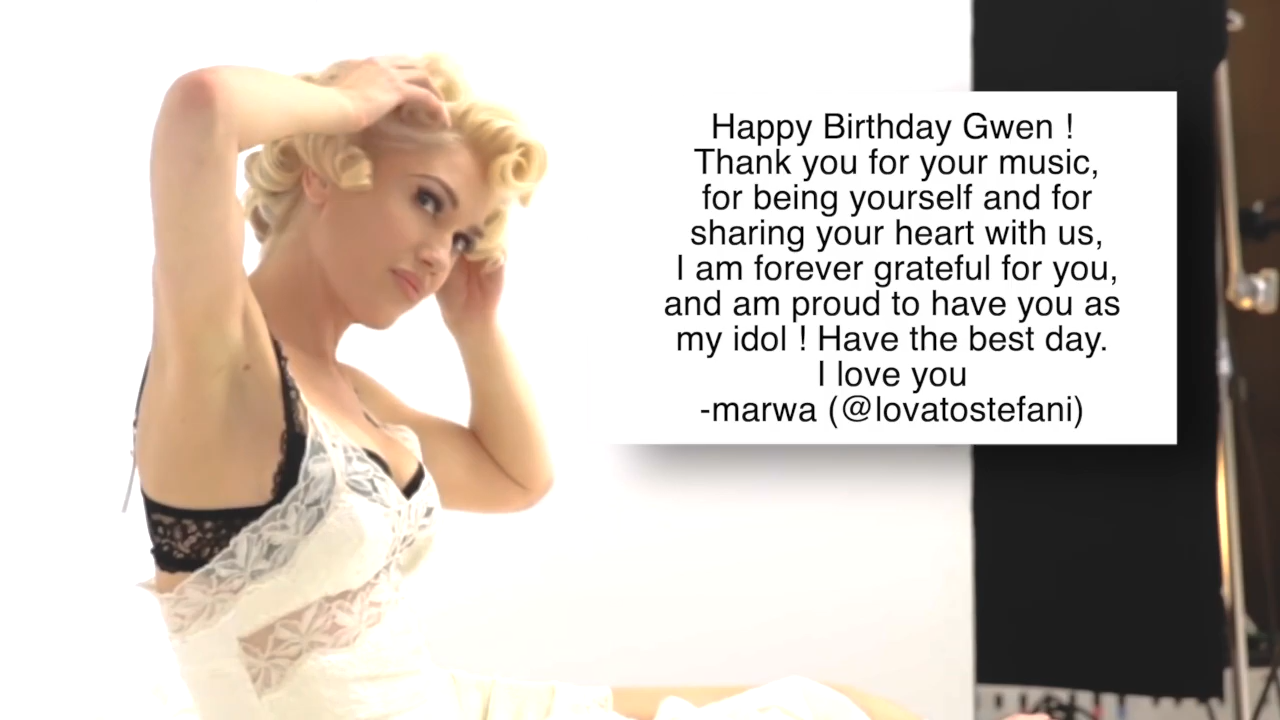 Happy Birthday Gwen !
Thank you for your music,
for being yourself and for
sharing your heart with us,
I am forever grateful for you,
and am proud to have you as
my idol ! Have the best day.
I love you
-marwa (@lovatostefani)